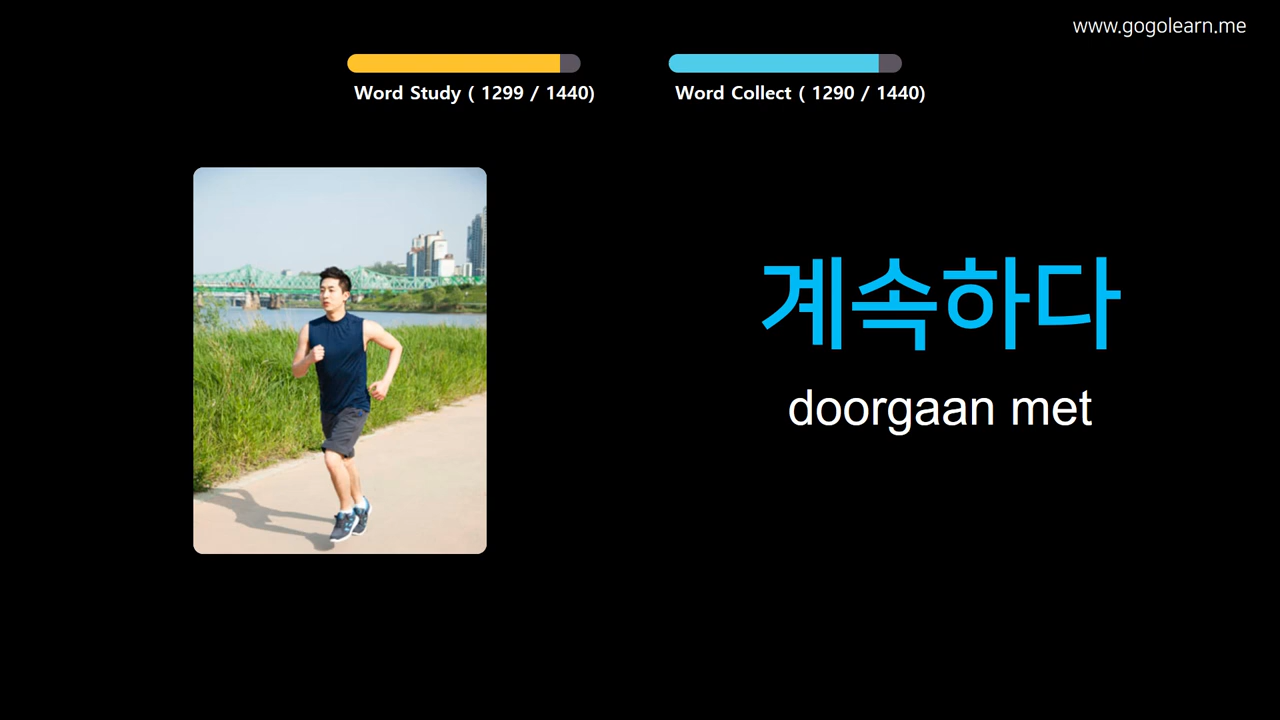 www.gogolearn.me
Word Study ( 1299 / 1440)
Word Collect ( 1290 / 1440)
계속하다
doorgaan met